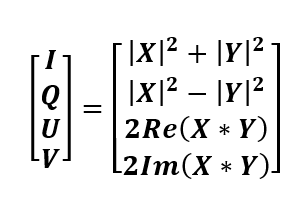 [I Q U V] = [|X|² + |Y|²
|X|² − |Y|²
2Re(X ∗ Y)
2Im(X ∗ Y)]